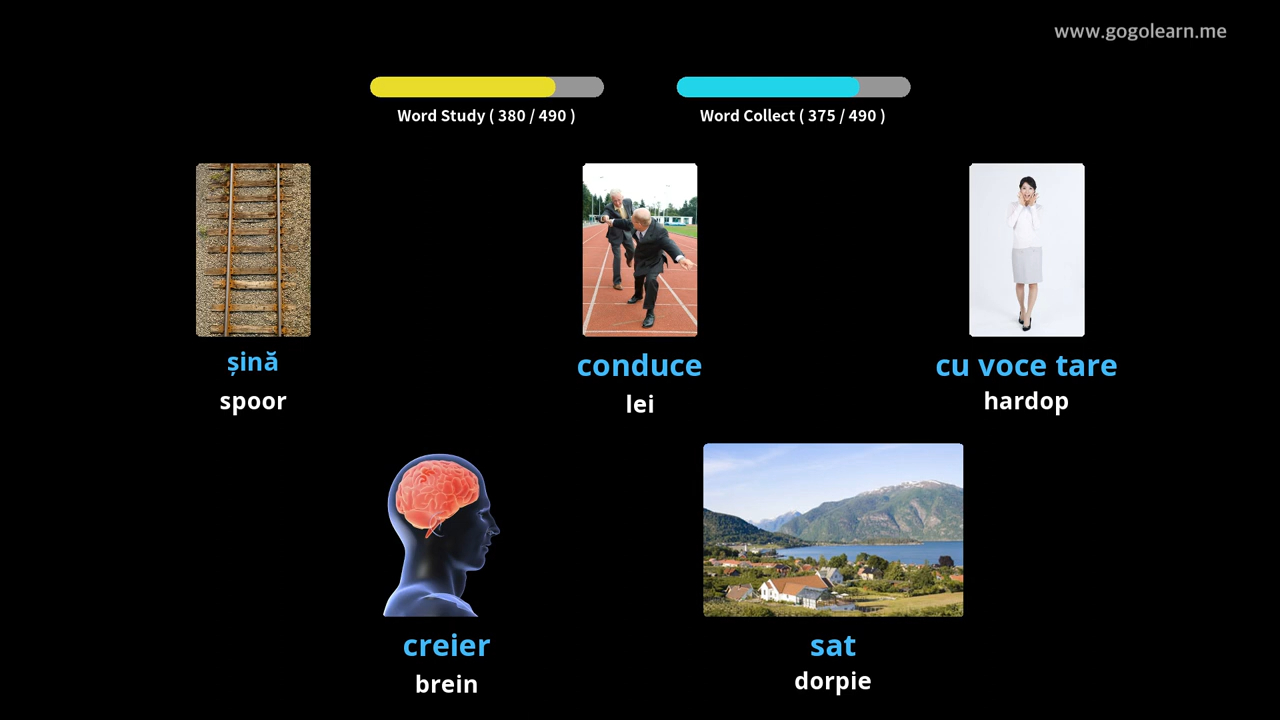 www.gogolearn.me
Word Study ( 380 / 490 )
Word Collect ( 375 / 490 )
șină
conduce
cu voce tare
spoor
lei
hardop
creier
sat
brein
dorpie